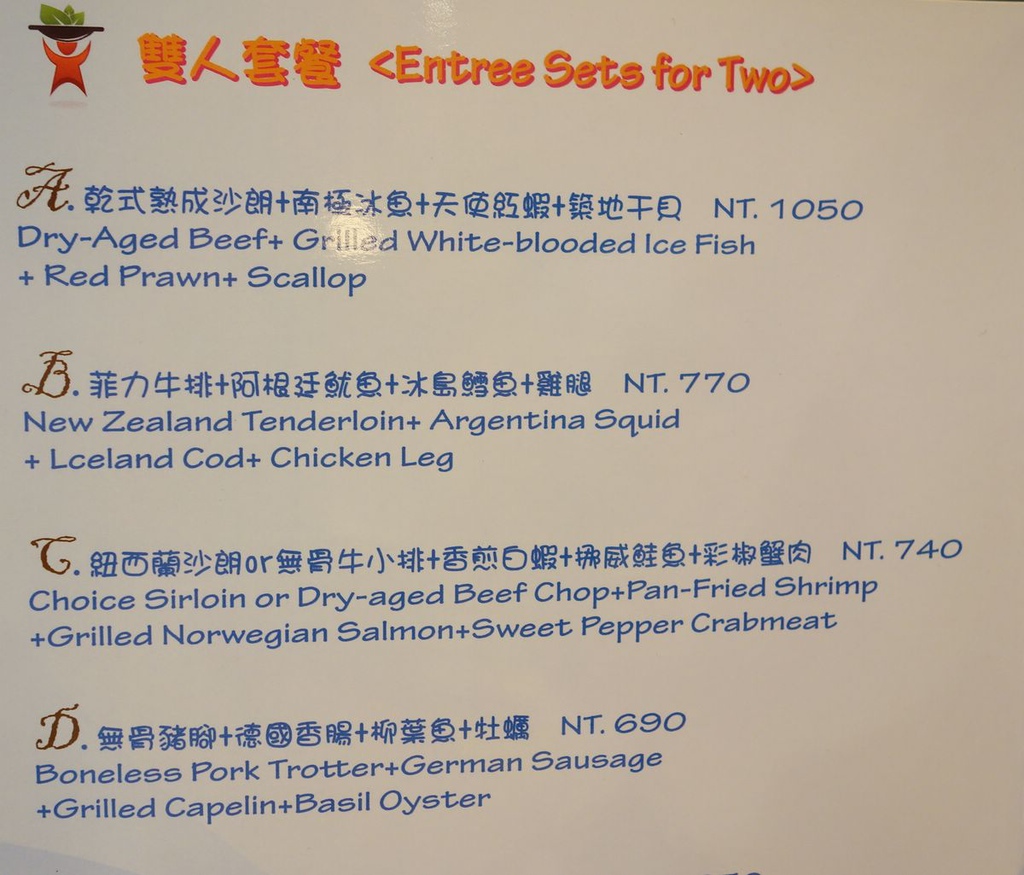 雙人套餐 <Entree Sets for Two>
A. 乾式熟成沙朗+南極冰魚+天使紅蝦+築地干貝 NT. 1050
Dry-Aged Beef+ Grilled White-blooded Ice Fish
+ Red Prawn+ Scallop
B. 菲力牛排+阿根廷魷魚+冰島鱈魚+雞腿 NT. 770
New Zealand Tenderloin+ Argentina Squid
+ Lceland Cod+ Chicken Leg
C. 紐西蘭沙朗or無骨牛小排+香煎白蝦+挪威鮭魚+彩椒蟹肉 NT. 740
Choice Sirloin or Dry-aged Beef Chop+Pan-Fried Shrimp
+Grilled Norwegian Salmon+Sweet Pepper Crabmeat
D. 無骨豬腳+德國香腸+柳葉魚+牡蠣 NT. 690
Boneless Pork Trotter+German Sausage
+Grilled Capelin+Basil Oyster